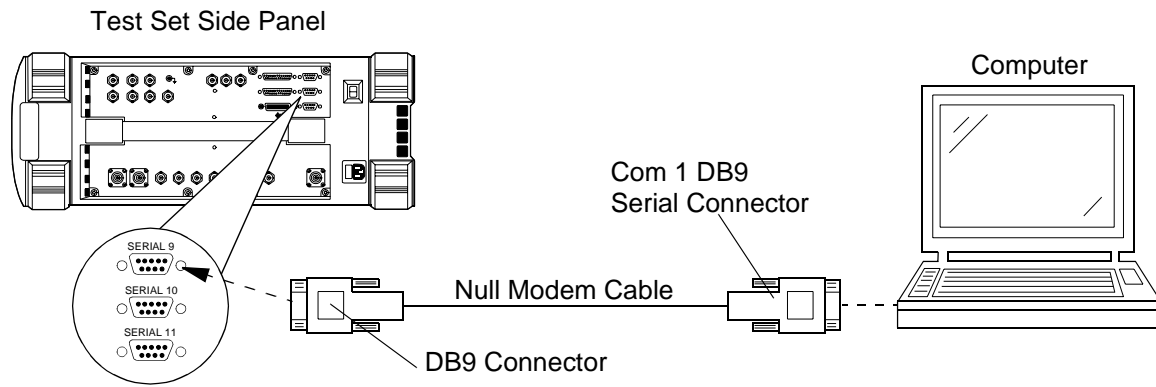 Test Set Side Panel
Computer
Com 1 DB9
Serial Connector
SERIAL 9
SERIAL 10
SERIAL 11
Null Modem Cable
DB9 Connector